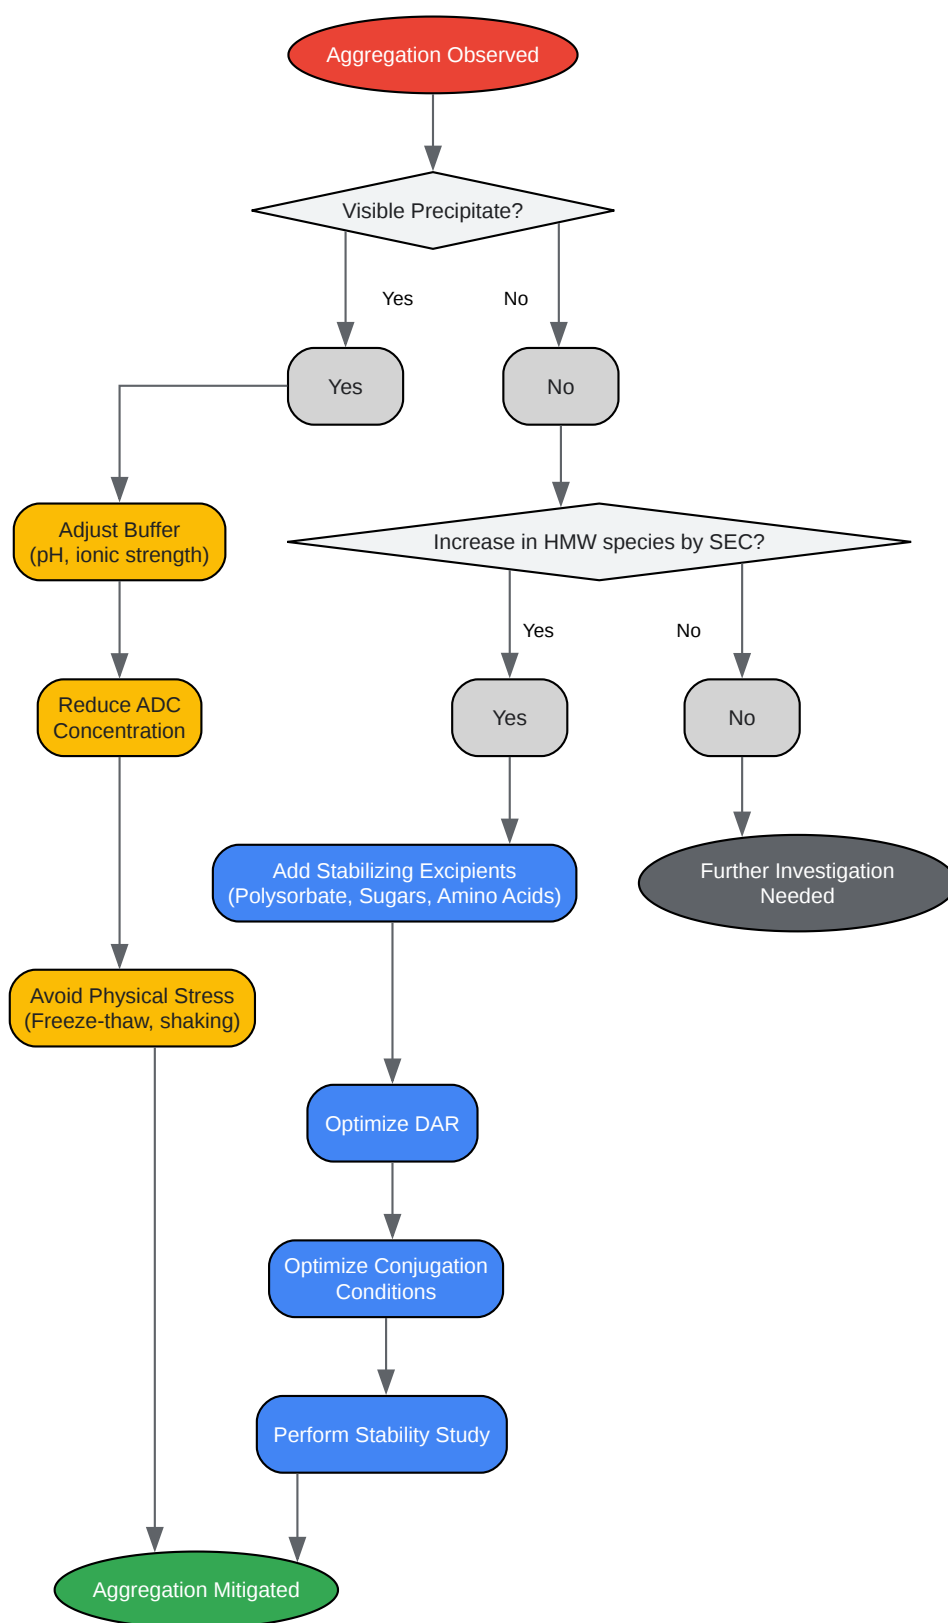 Aggregation Observed
Visible Precipitate?
Yes
No
Yes
No
Adjust Buffer
(pH, ionic strength)
Increase in HMW species by SEC?
Yes
No
Reduce ADC
Concentration
Yes
No
Add Stabilizing Excipients
(Polysorbate, Sugars, Amino Acids)
Further Investigation
Needed
Avoid Physical Stress
(Freeze-thaw, shaking)
Optimize DAR
Optimize Conjugation
Conditions
Perform Stability Study
Aggregation Mitigated